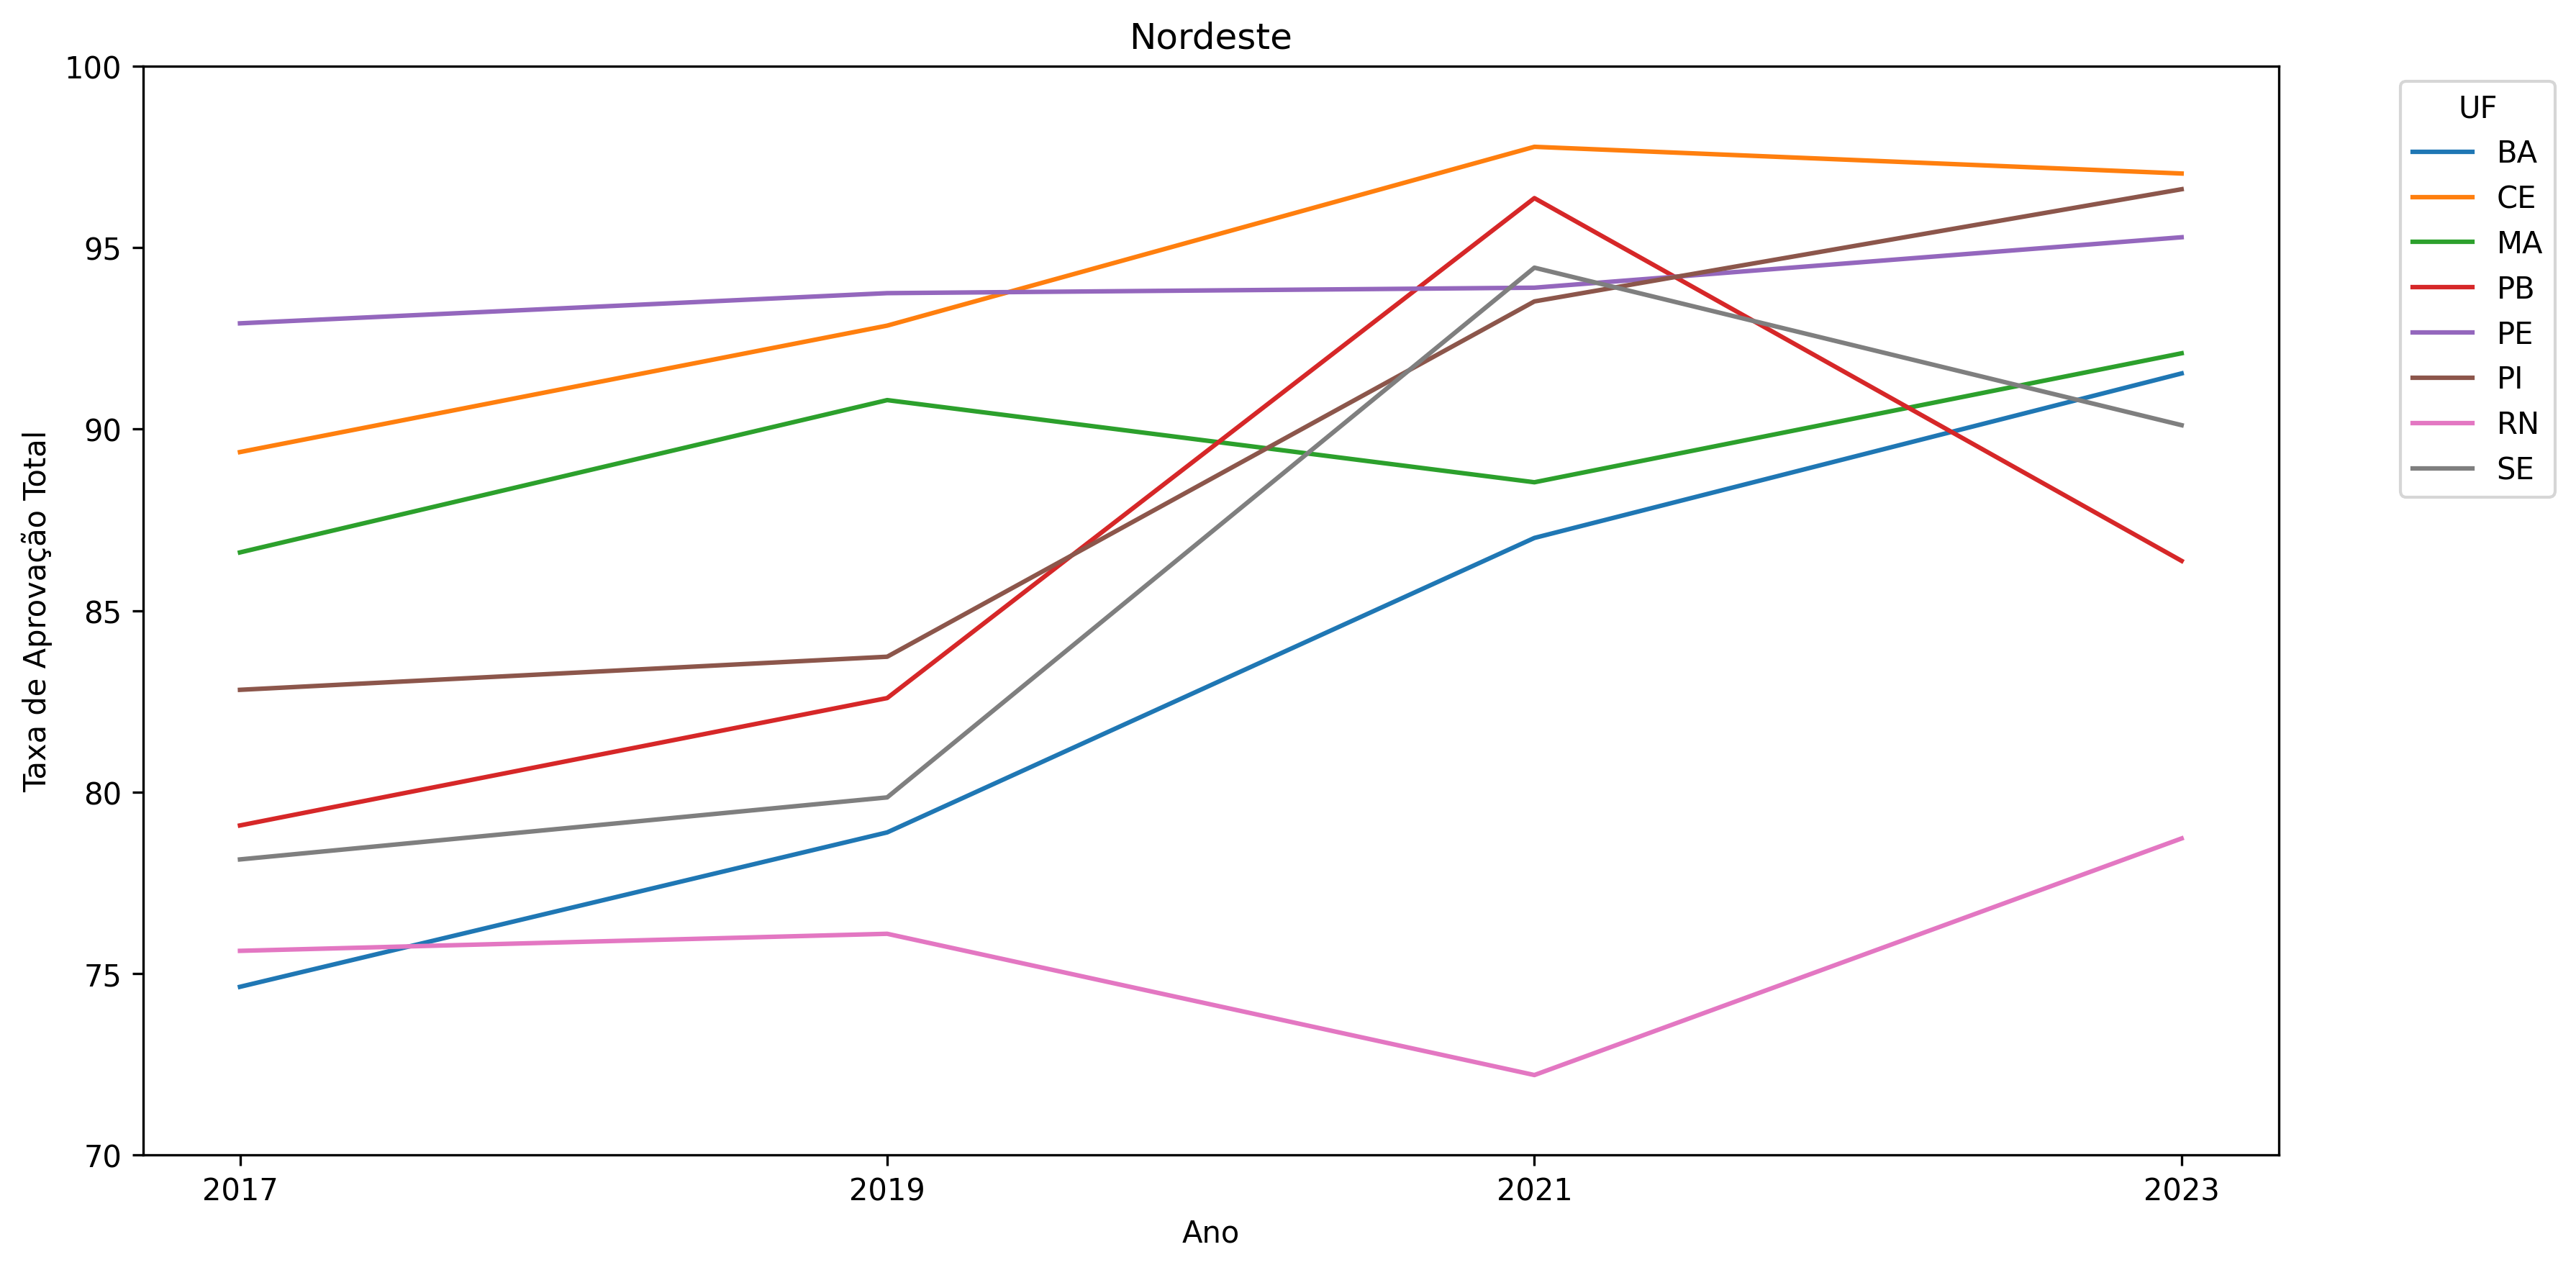 Nordeste
100
95
90
85
80
75
70
Taxa de Aprovação Total
2017 2019 2021 2023
Ano
UF
BA
CE
MA
PB
PE
PI
RN
SE